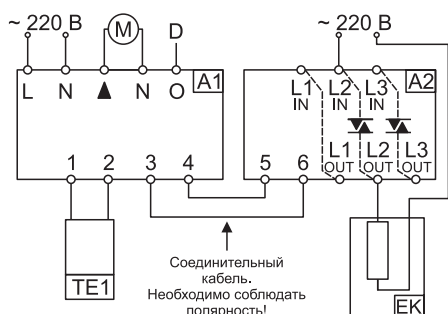 ~ 220 В
M
D
~ 220 В
L N ▲ N O A1
L1 IN L2 IN L3 IN A2
1 2 3 4
5 6 L1 OUT L2 OUT L3 OUT
TE1
Соединительный
кабель.
Необходимо соблюдать
полярность!
EK